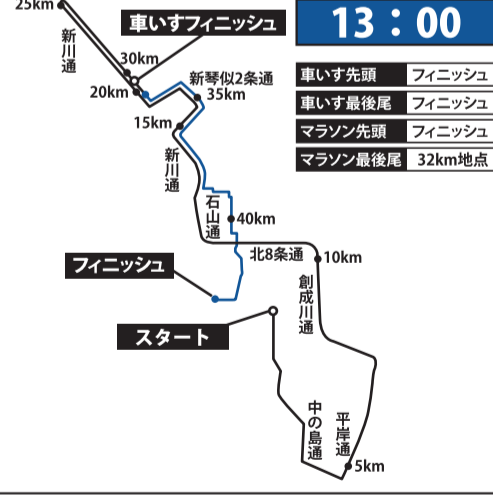 25km
車いすフィニッシュ
13：00
新川通
30km
20km
新琴似2条通
35km
15km
車いす先頭 フィニッシュ
車いす最後尾 フィニッシュ
マラソン先頭 フィニッシュ
マラソン最後尾 32km地点
新川通
石山通
40km
北8条通
10km
フィニッシュ
創成川通
スタート
中の島通
平岸通
5km